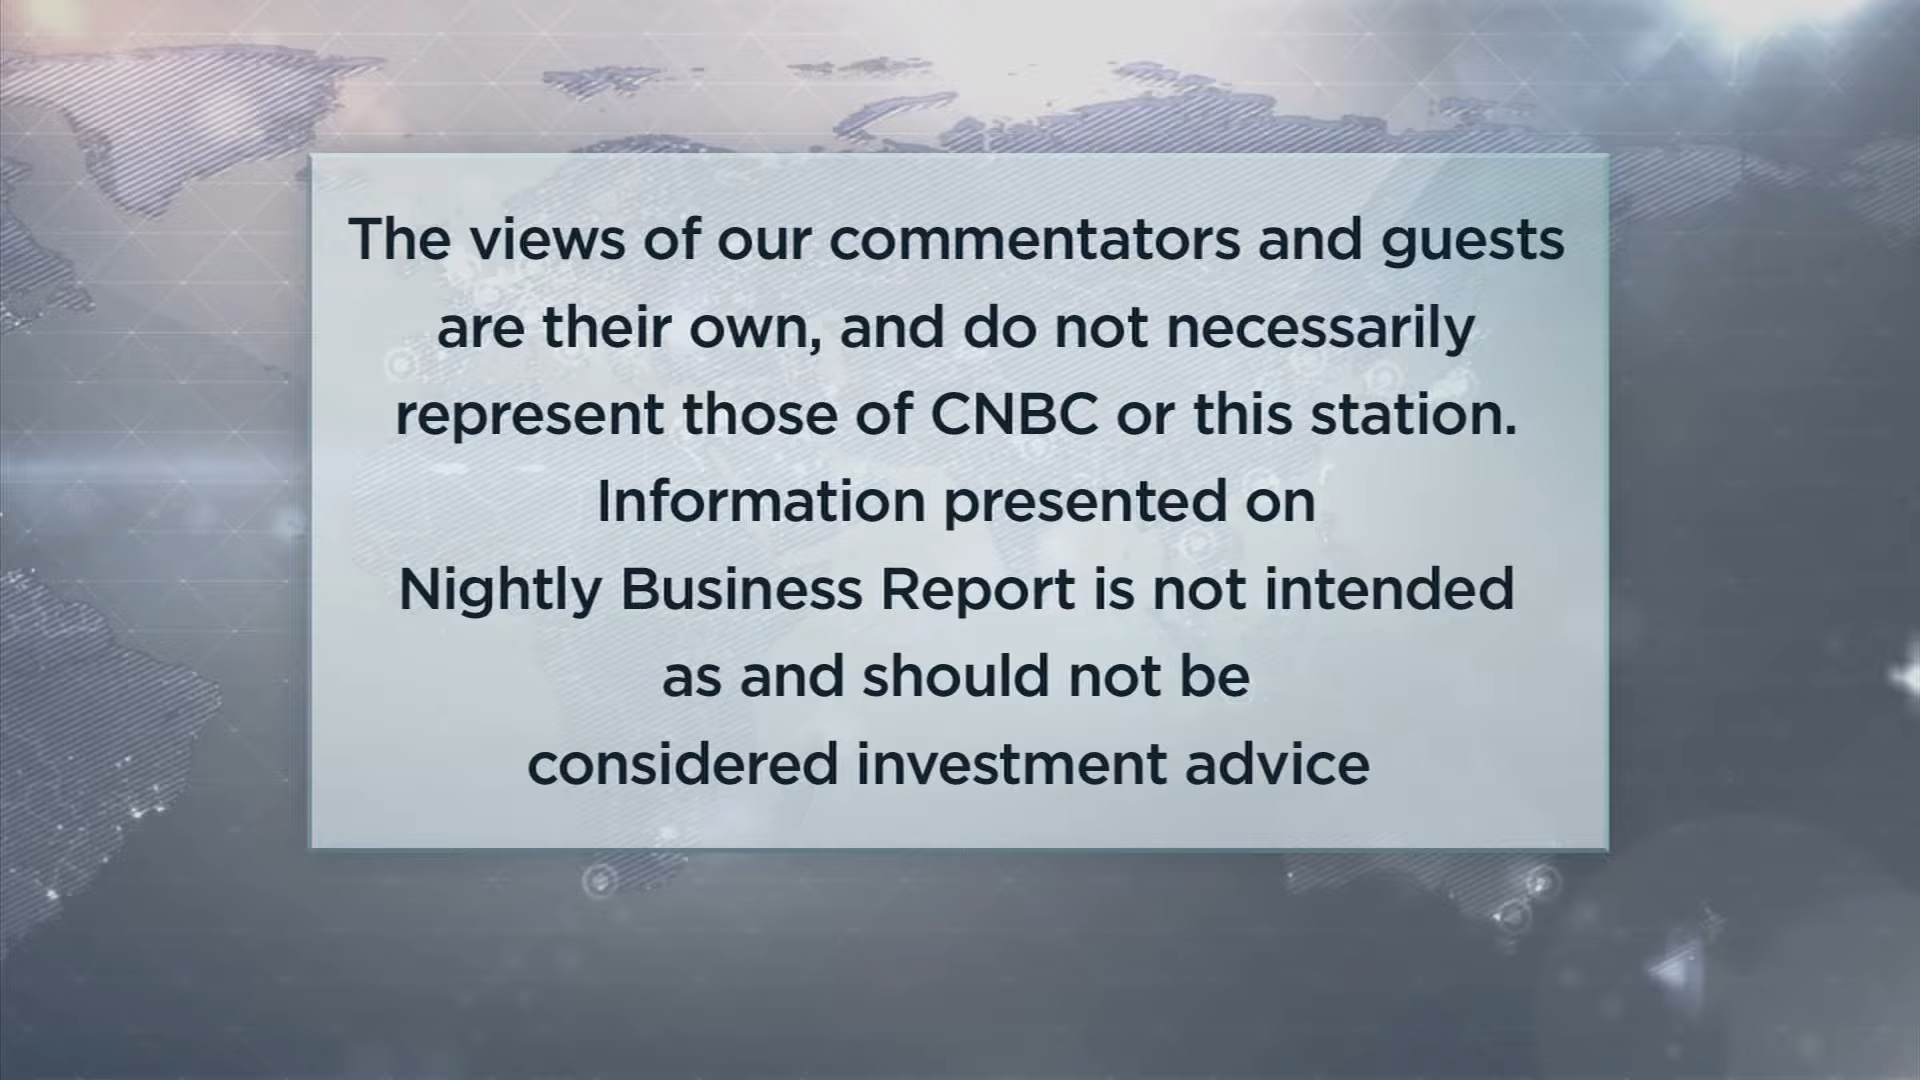 The views of our commentators and guests
are their own, and do not necessarily
represent those of CNBC or this station.
Information presented on
Nightly Business Report is not intended
as and should not be
considered investment advice